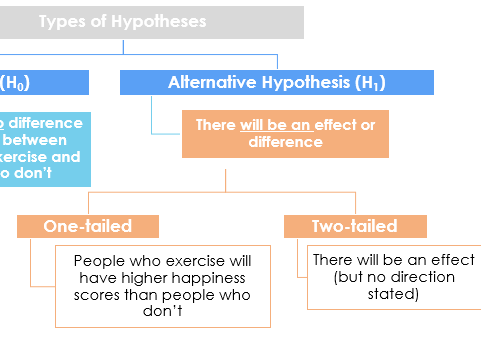 Types of Hypotheses
(H₀)
Alternative Hypothesis (H₁)
difference
between
and
don't
There will be an effect or
difference
One-tailed
Two-tailed
People who exercise will
have higher happiness
scores than people who
don't
There will be an effect
(but no direction
stated)